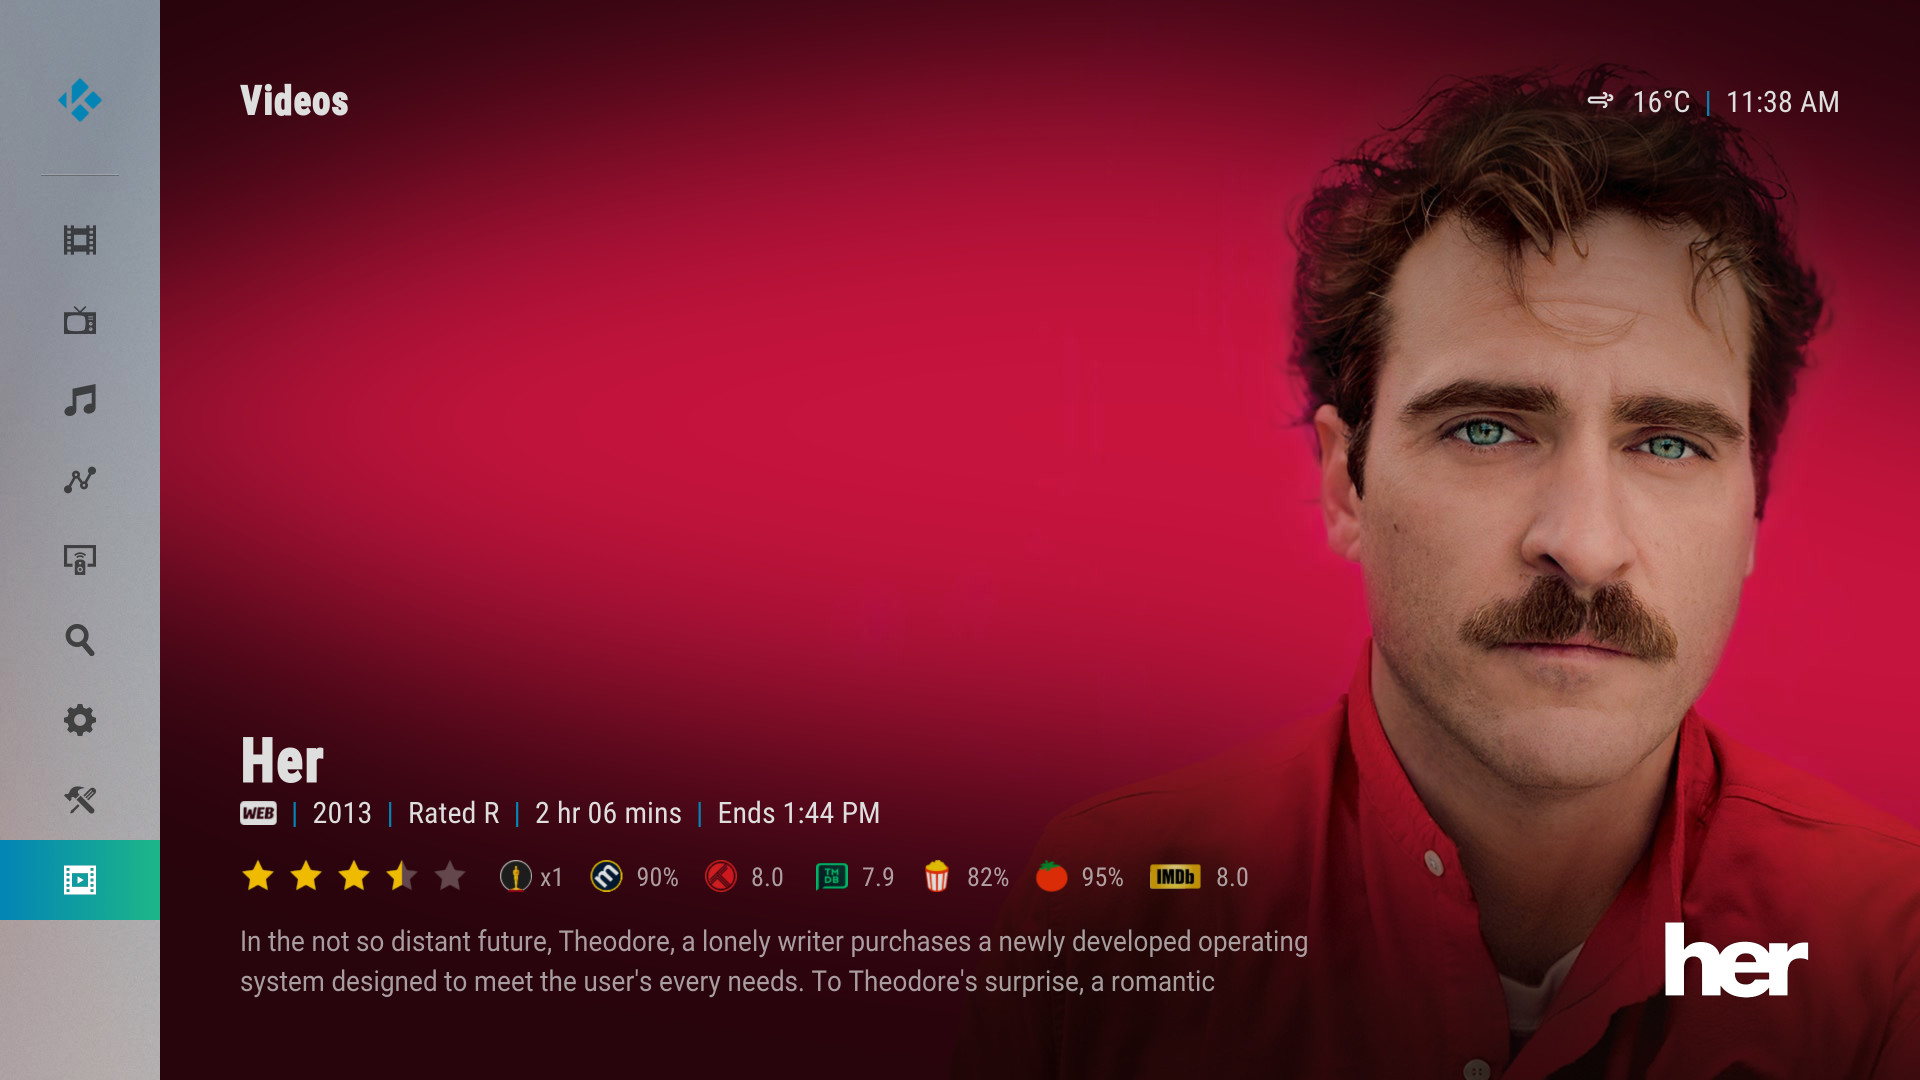 Videos
16°C | 11:38 AM
Her
WEB | 2013 | Rated R | 2 hr 06 mins | Ends 1:44 PM
x1 90% 8.0 TMDB 7.9 82% 95% IMDb 8.0
In the not so distant future, Theodore, a lonely writer purchases a newly developed operating
system designed to meet the user's every needs. To Theodore's surprise, a romantic
her